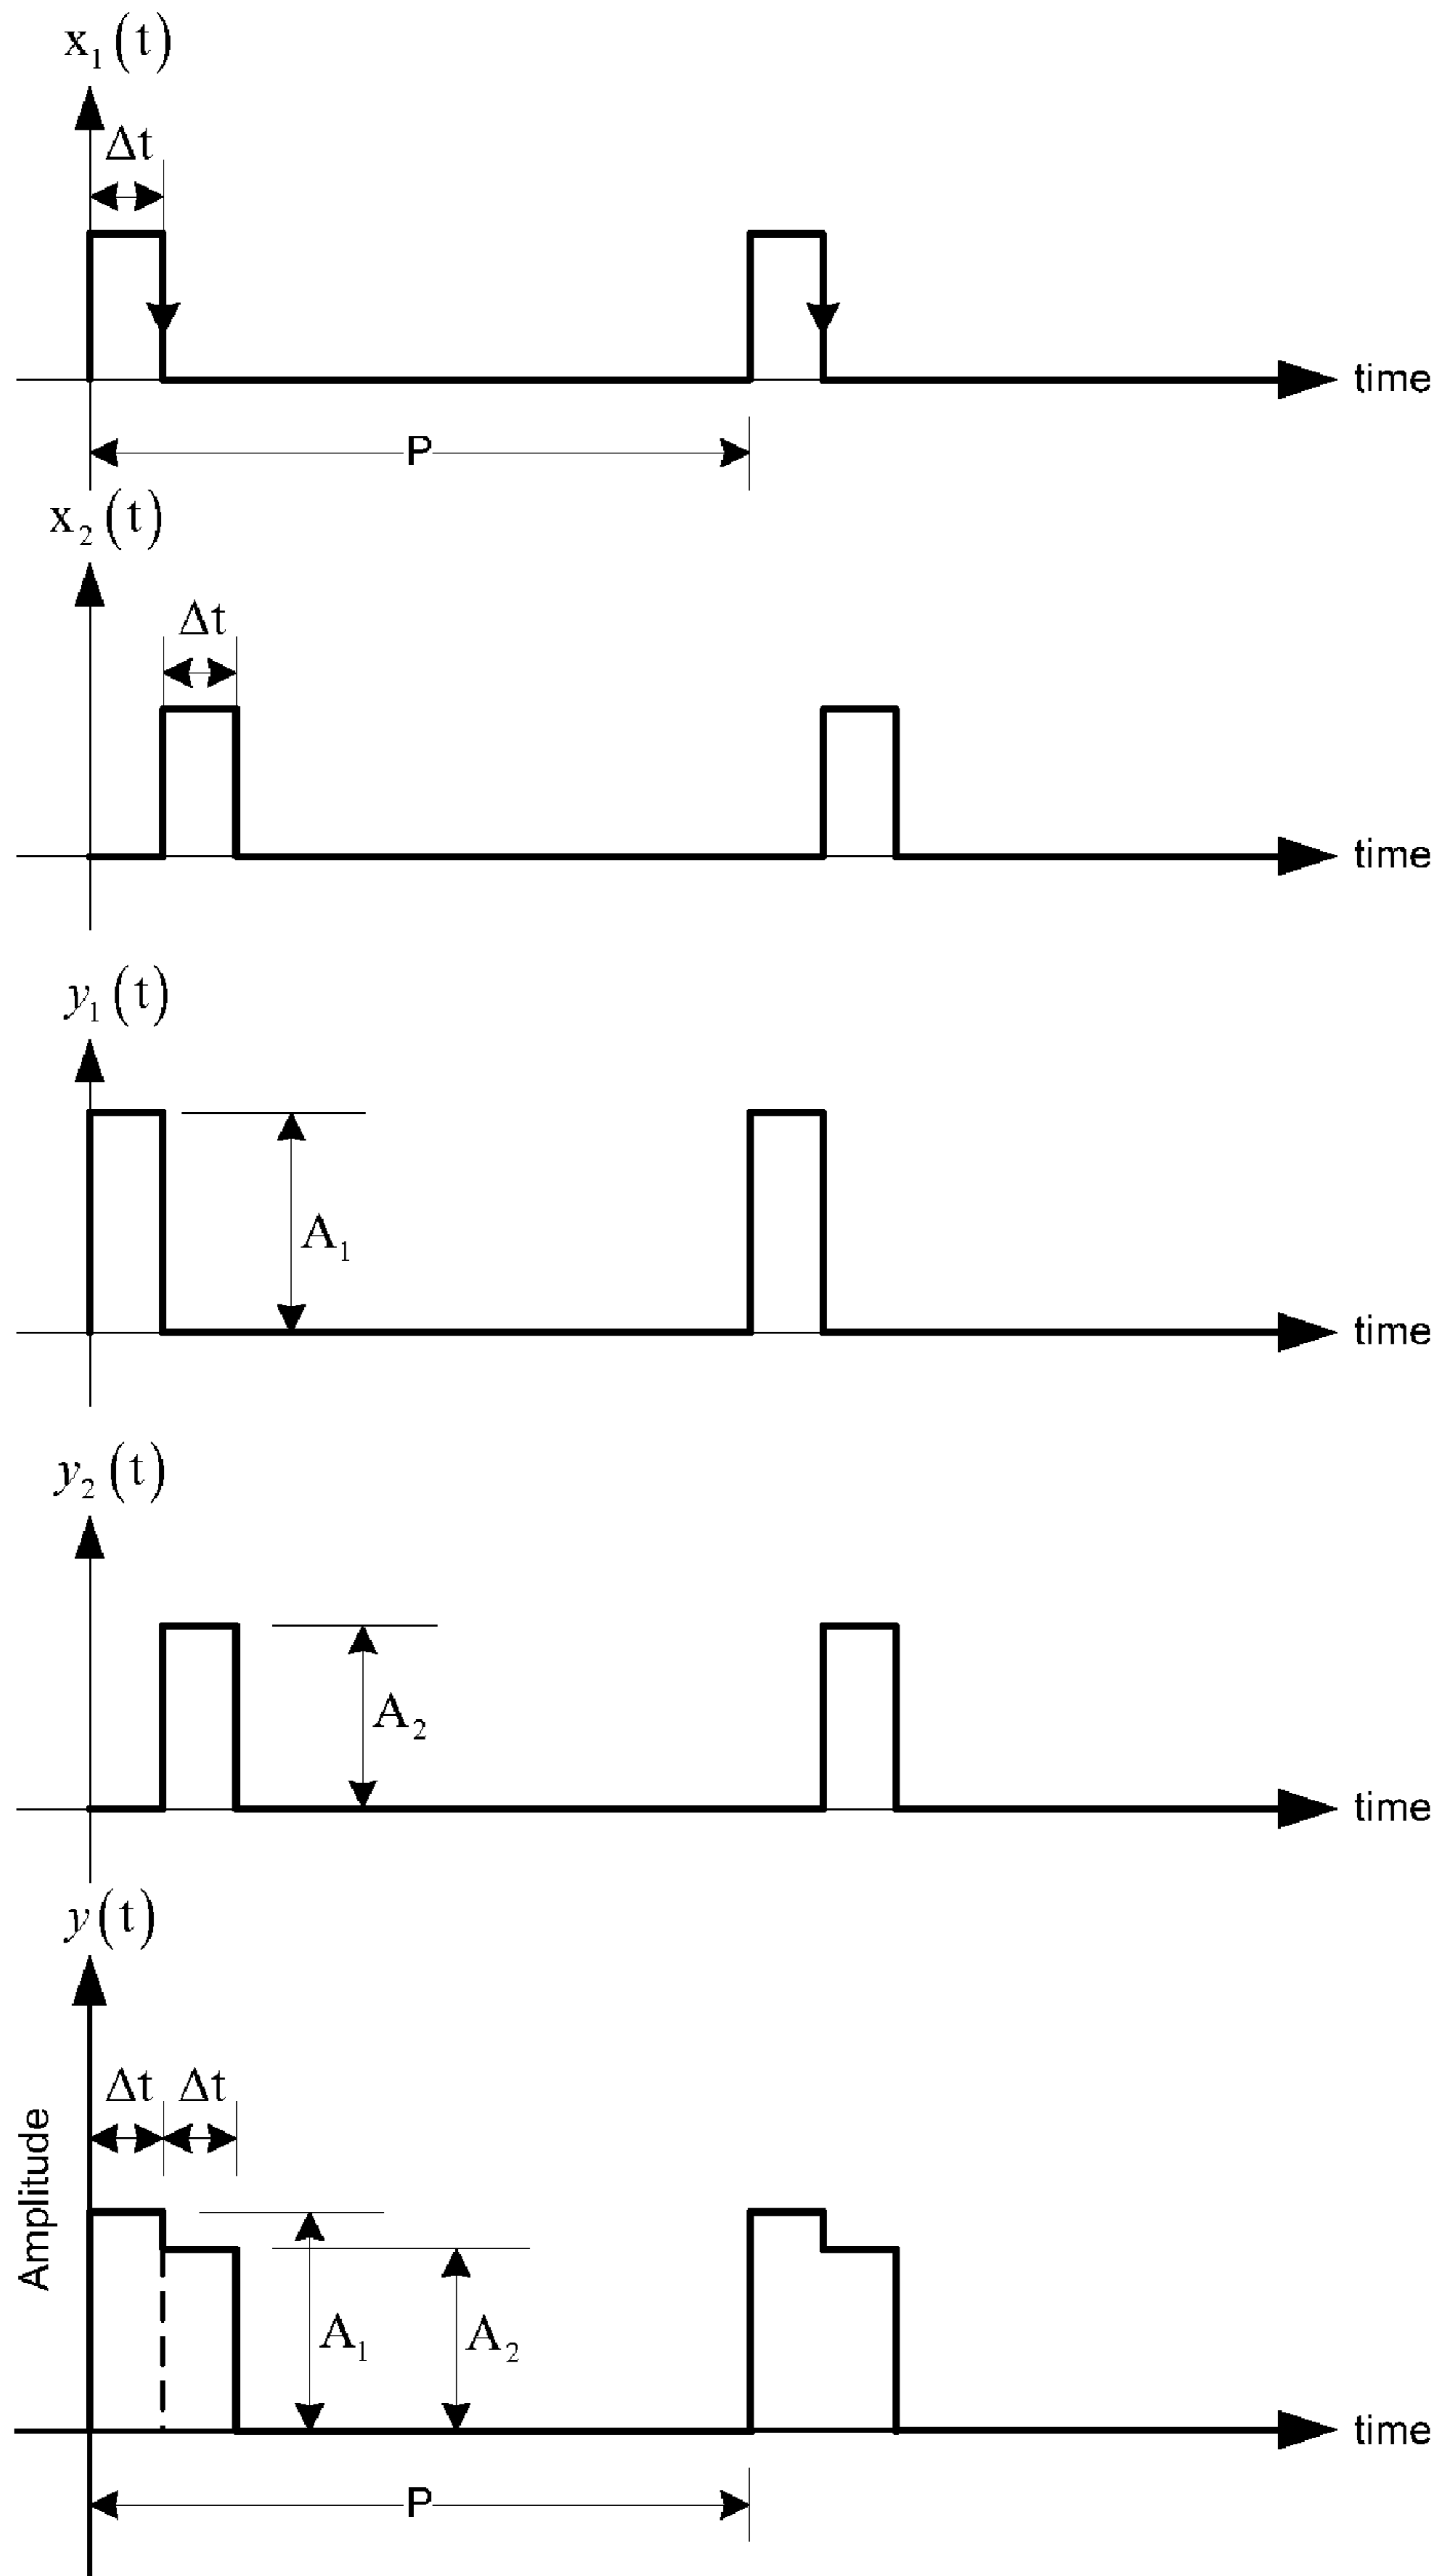 x₁(t)
Δt
time
P
x₂(t)
Δt
time
y₁(t)
A₁
time
y₂(t)
A₂
time
y(t)
Δt Δt
Amplitude
A₁ A₂
time
P